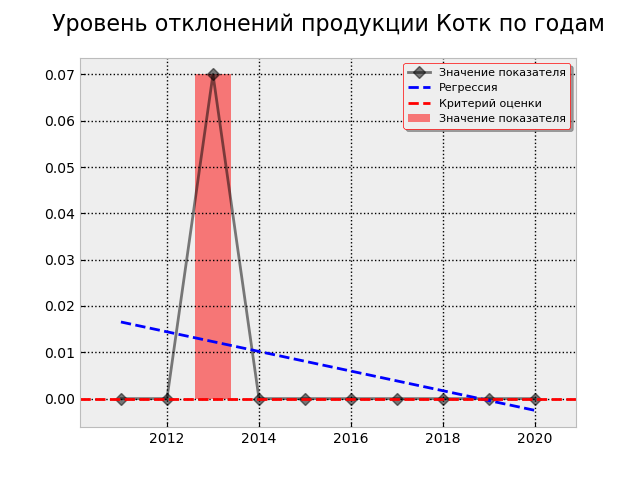 Уровень отклонений продукции Котк по годам
Значение показателя
Регрессия
Критерий оценки
Значение показателя
0.07
0.06
0.05
0.04
0.03
0.02
0.01
0.00
2012 2014 2016 2018 2020